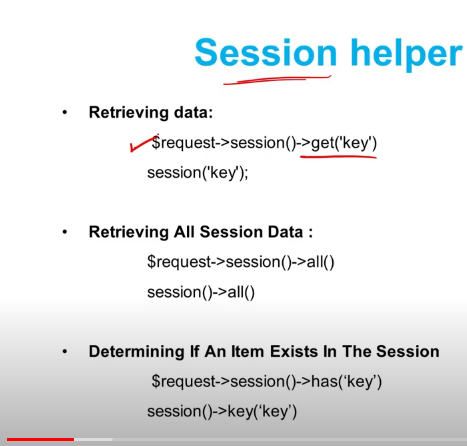 Session helper
• Retrieving data:
$request->session()->get('key')
session('key');
• Retrieving All Session Data :
$request->session()->all()
session()->all()
• Determining If An Item Exists In The Session
$request->session()->has(‘key’)
session()->key(‘key’)